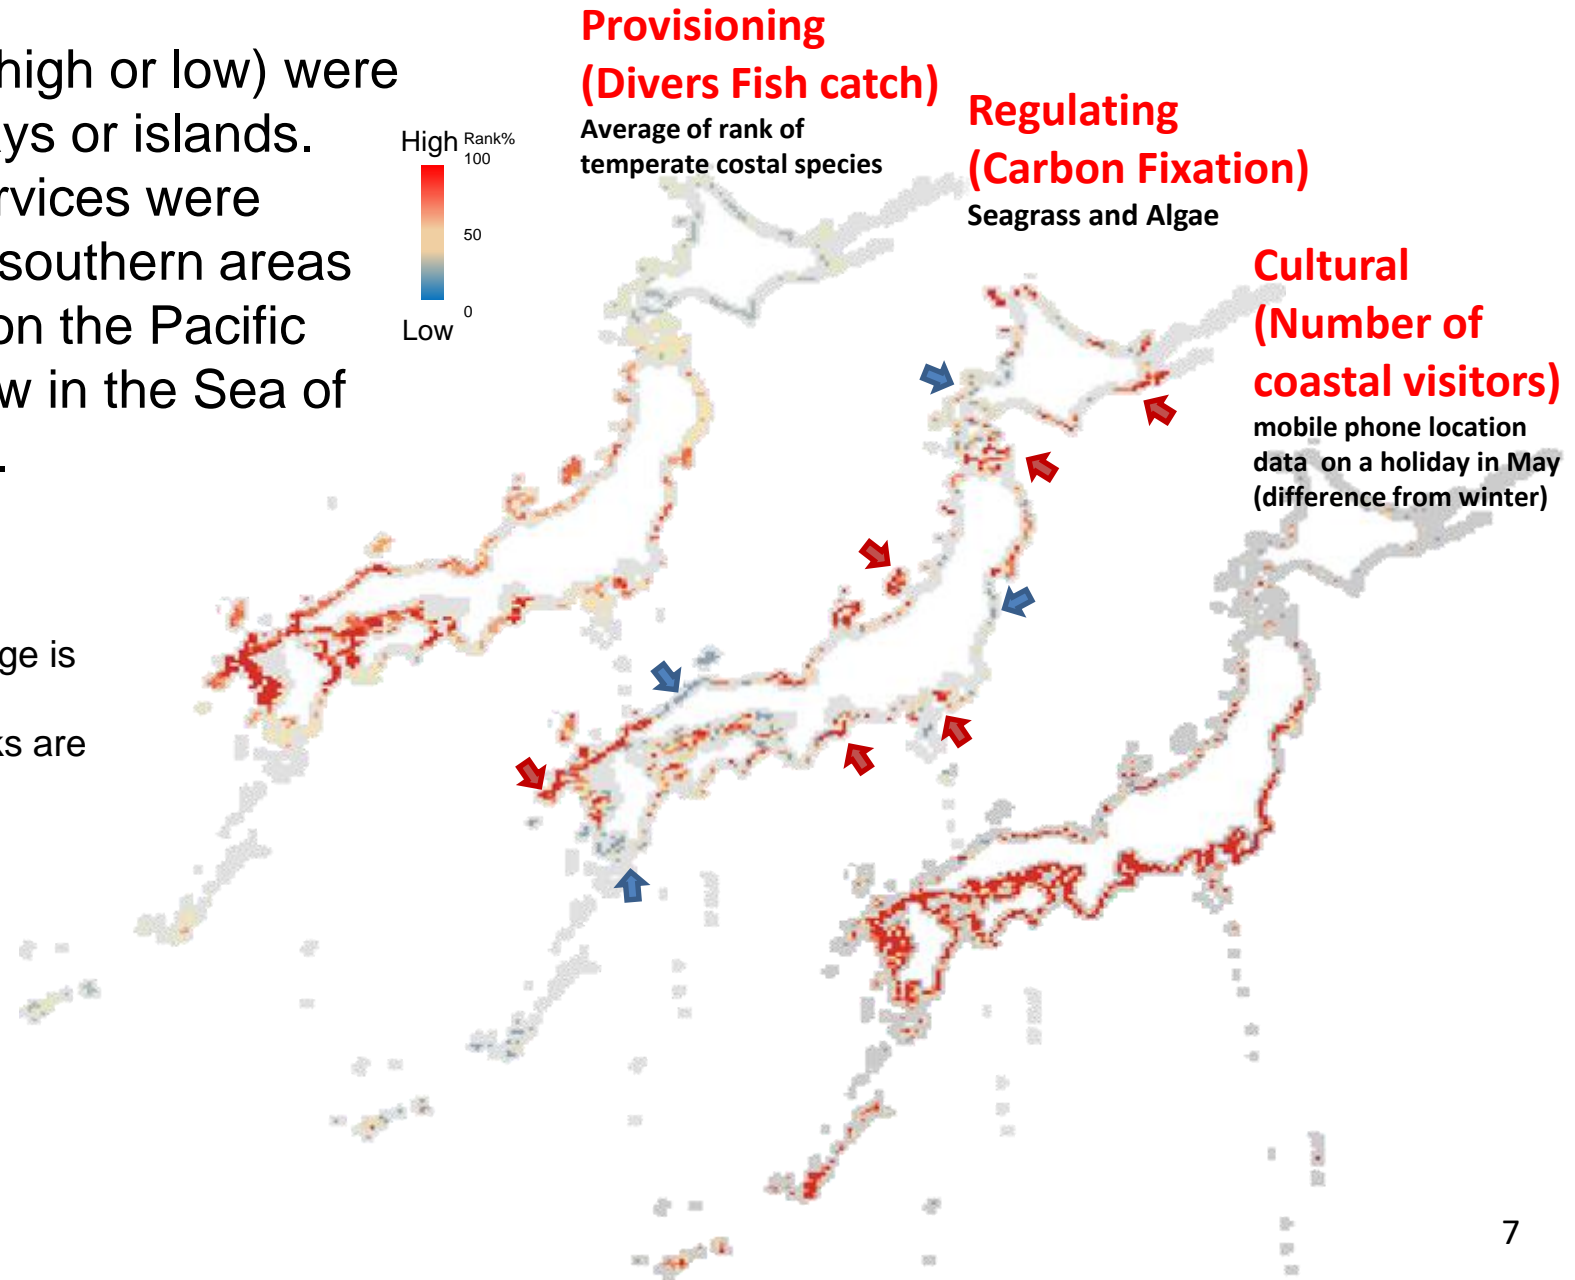 high or low) were
ys or islands.
rvices were
southern areas
on the Pacific
w in the Sea of
.
ge is
ks are
High Rank%
100
50
0
Low
Provisioning
(Divers Fish catch)
Average of rank of
temperate costal species
Regulating
(Carbon Fixation)
Seagrass and Algae
Cultural
(Number of
coastal visitors)
mobile phone location
data on a holiday in May
(difference from winter)
7